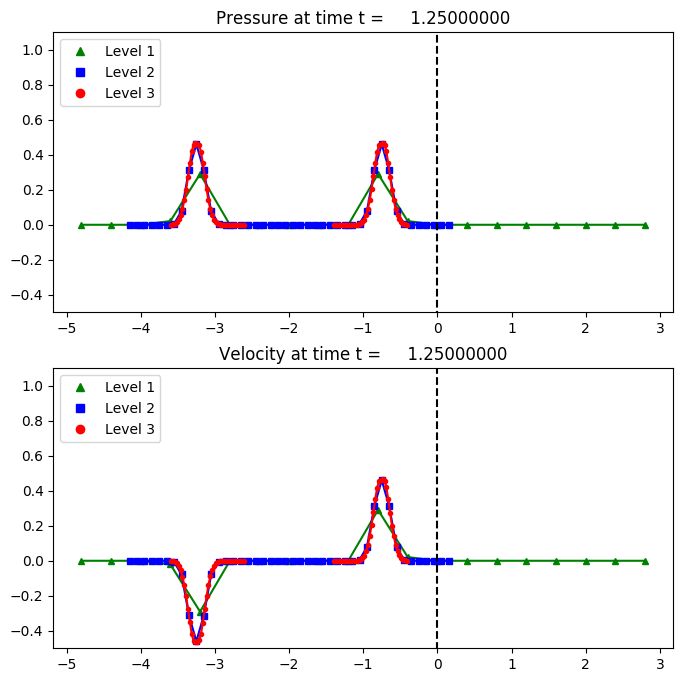 Pressure at time t =     1.25000000
1.0
0.8
0.6
0.4
0.2
0.0
−0.2
−0.4
Level 1
Level 2
Level 3
−5 −4 −3 −2 −1 0 1 2 3
Velocity at time t =     1.25000000
1.0
0.8
0.6
0.4
0.2
0.0
−0.2
−0.4
Level 1
Level 2
Level 3
−5 −4 −3 −2 −1 0 1 2 3